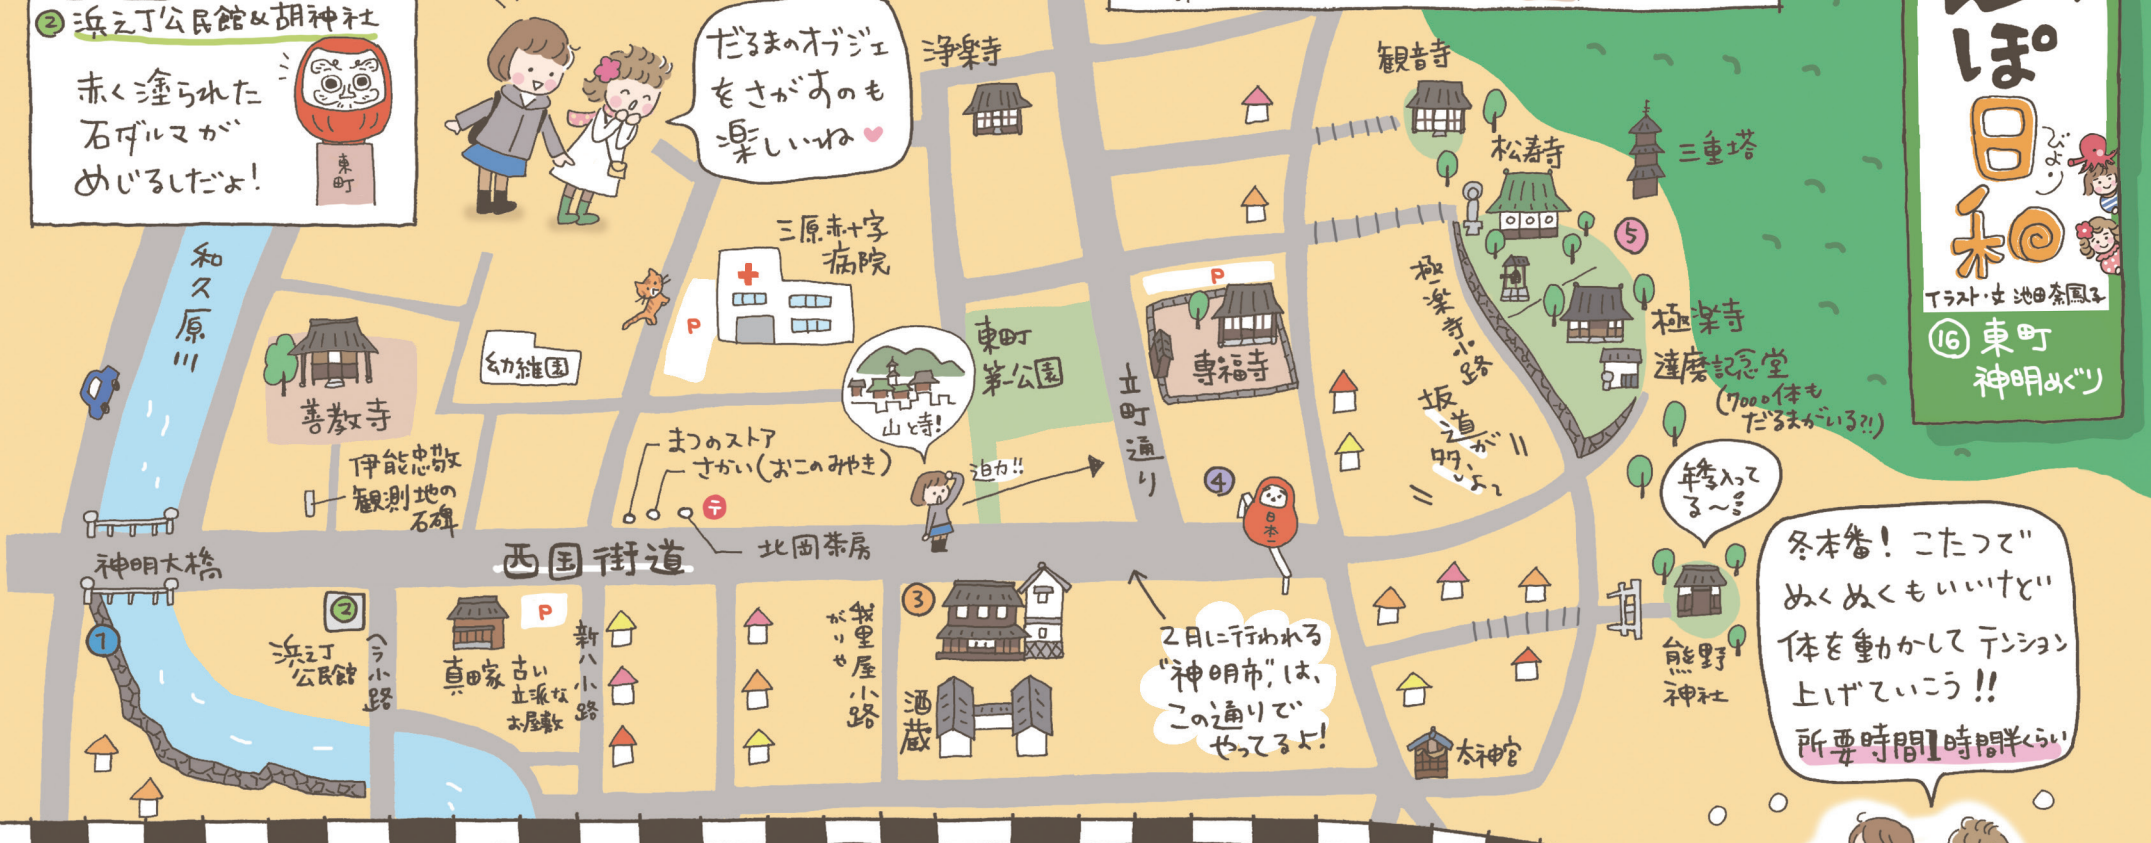 ② 浜之丁公民館&胡神社
赤く塗られた
石ダルマが
めじるしだよ!
東町
だるまのオブジェ
をさがすのも
楽しいね
浄楽寺
観音寺
松寿寺
三重塔
⑤
ぽ
日
びより
和
イラスト・文 池田奈鳳子
⑯ 東町
神明めぐり
和久原川
三原赤十字
病院
P
幼稚園
善教寺
伊能忠敬
観測地の
石碑
まつのストア
さかい(おこのみやき)
〒
北岡茶房
山と寺!
迫力!!
東町
第一公園
立町通り
P
専福寺
極楽寺小路
坂道が
多いよ
極楽寺
達磨記念堂
(7000体も
だるまがいる?!)
④
日本一
年季入って
る〜
熊野
神社
神明大橋
西国街道
①
②
浜之丁
公民館
ヘラ小路
真田家
古い
立派な
お屋敷
P
新八小路
我里屋小路
がりや
③
酒蔵
2月に行われる
"神明市"は、
この通りで
やってるよ!
太神宮
冬本番! こたつで
ぬくぬくもいいけど
体を動かして テンション
上げていこう!!
所要時間1時間半くらい